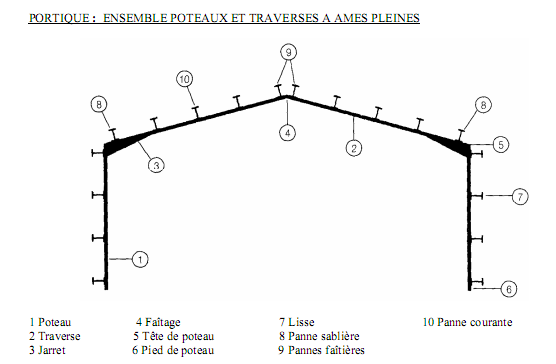 PORTIQUE : ENSEMBLE POTEAUX ET TRAVERSES A AMES PLEINES
9
10
8
8
4
5
3
2
7
1
6
1 Poteau 4 Faîtage 7 Lisse 10 Panne courante
2 Traverse 5 Tête de poteau 8 Panne sablière
3 Jarret 6 Pied de poteau 9 Pannes faîtières